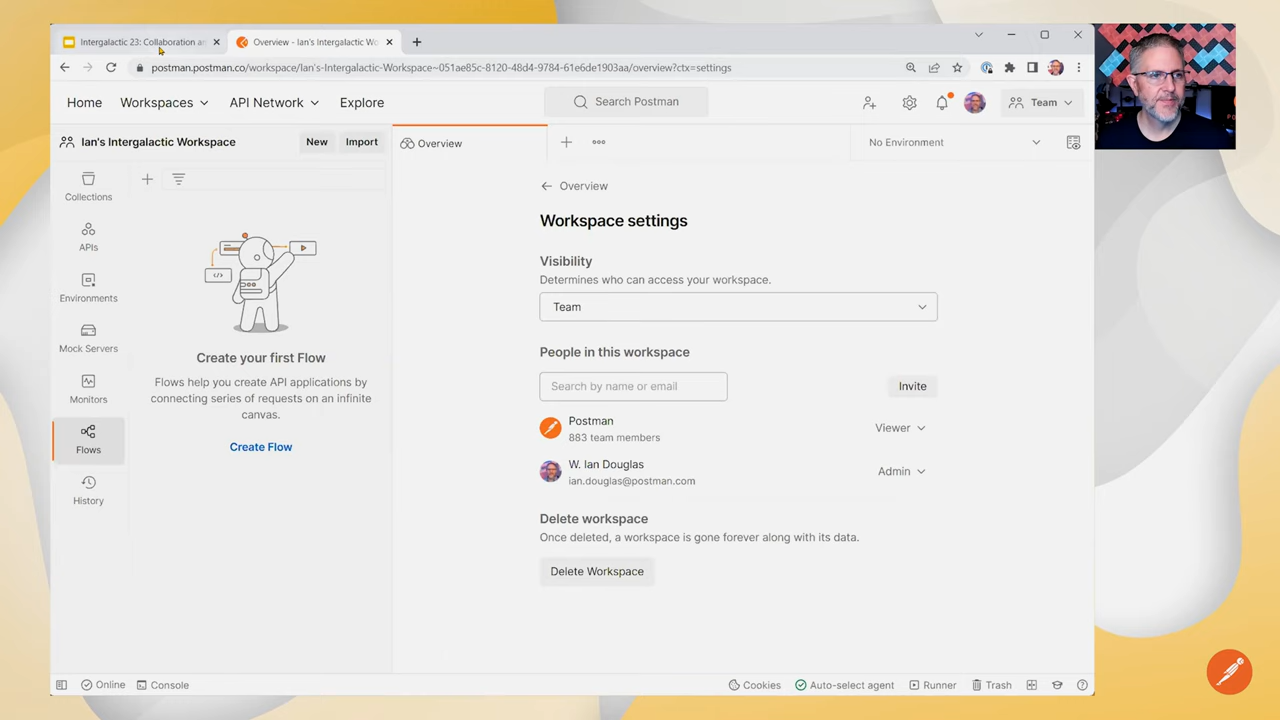 Intergalactic 23: Collaboration an
Overview - Ian's Intergalactic Wo
postman.postman.co/workspace/Ian's-Intergalactic-Workspace~051ae85c-8120-48d4-9784-61e6de1903aa/overview?ctx=settings
Home
Workspaces
API Network
Explore
Search Postman
Team
Ian's Intergalactic Workspace
New
Import
Overview
No Environment
Collections
APIs
Environments
Mock Servers
Monitors
Flows
History
Create your first Flow
Flows help you create API applications by
connecting series of requests on an infinite
canvas.
Create Flow
Overview
Workspace settings
Visibility
Determines who can access your workspace.
Team
People in this workspace
Search by name or email
Invite
Postman
883 team members
Viewer
W. Ian Douglas
ian.douglas@postman.com
Admin
Delete workspace
Once deleted, a workspace is gone forever along with its data.
Delete Workspace
Online
Console
Cookies
Auto-select agent
Runner
Trash